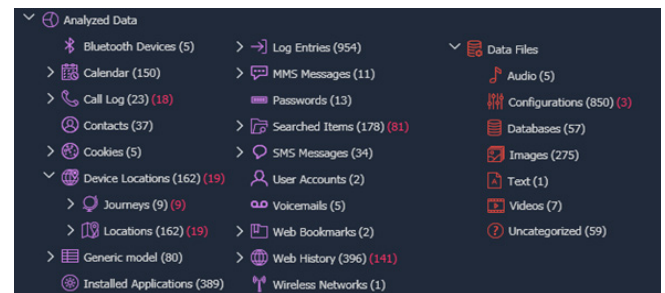 Analyzed Data
Bluetooth Devices (5)
Calendar (150)
Call Log (23) (18)
Contacts (37)
Cookies (5)
Device Locations (162) (19)
Journeys (9) (9)
Locations (162) (19)
Generic model (80)
Installed Applications (389)
Log Entries (954)
MMS Messages (11)
Passwords (13)
Searched Items (178) (81)
SMS Messages (34)
User Accounts (2)
Voicemails (5)
Web Bookmarks (2)
Web History (396) (141)
Wireless Networks (1)
Data Files
Audio (5)
Configurations (850) (3)
Databases (57)
Images (275)
Text (1)
Videos (7)
Uncategorized (59)